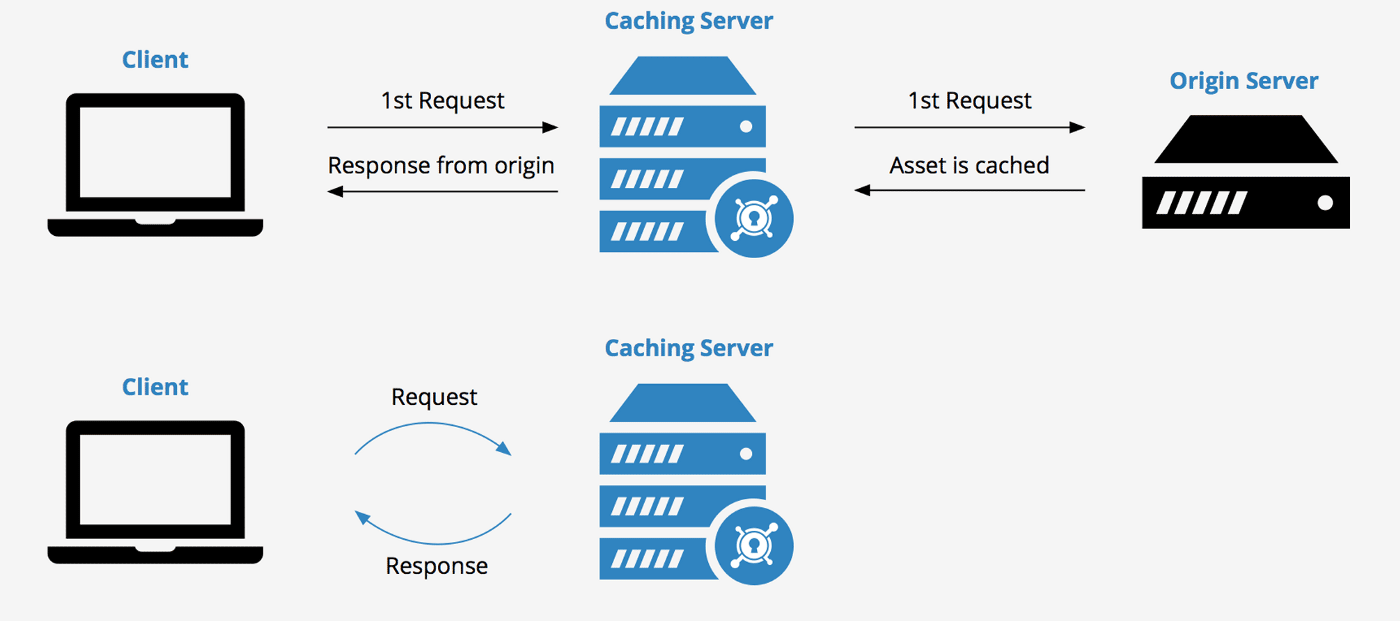 Caching Server
Client
Origin Server
1st Request
1st Request
Response from origin
Asset is cached
Caching Server
Client
Request
Response